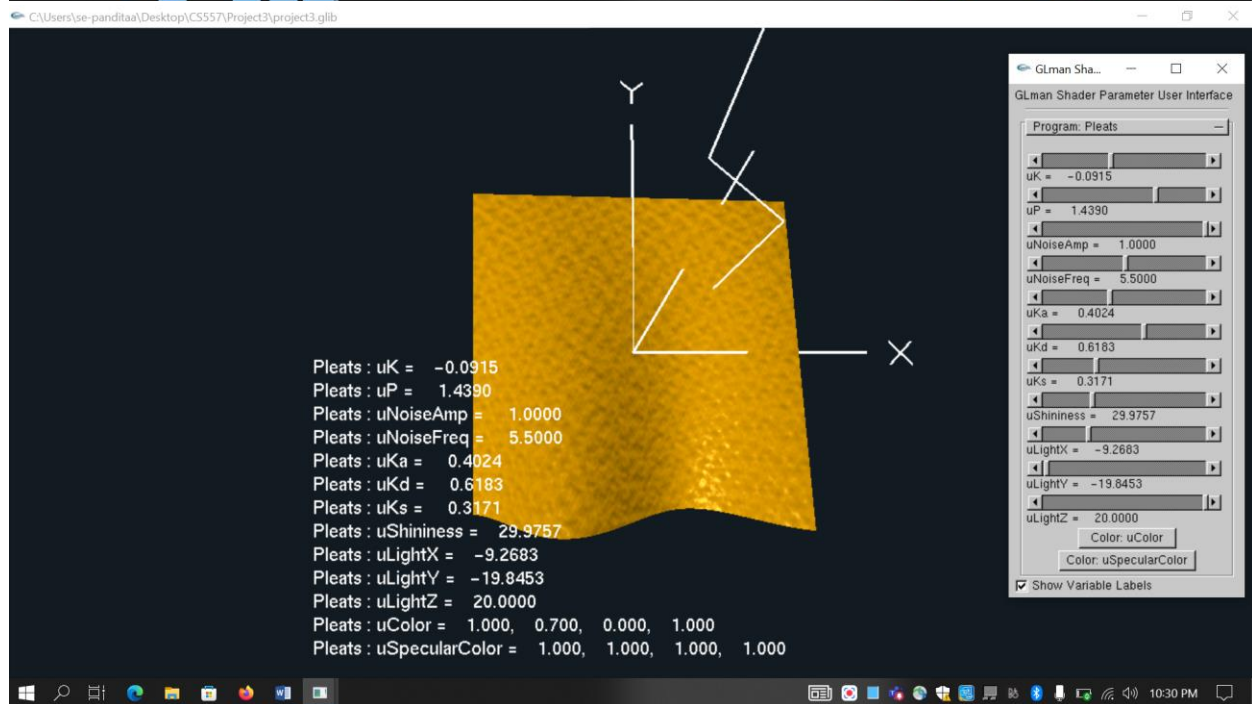 C:\Users\se-panditaa\Desktop\CS557\Project3\project3.glib
Y
X
Pleats : uK = -0.0915
Pleats : uP = 1.4390
Pleats : uNoiseAmp = 1.0000
Pleats : uNoiseFreq = 5.5000
Pleats : uKa = 0.4024
Pleats : uKd = 0.6183
Pleats : uKs = 0.3171
Pleats : uShininess = 29.9757
Pleats : uLightX = -9.2683
Pleats : uLightY = -19.8453
Pleats : uLightZ = 20.0000
Pleats : uColor = 1.000, 0.700, 0.000, 1.000
Pleats : uSpecularColor = 1.000, 1.000, 1.000, 1.000
GLman Sha...
GLman Shader Parameter User Interface
Program: Pleats
uK = -0.0915
uP = 1.4390
uNoiseAmp = 1.0000
uNoiseFreq = 5.5000
uKa = 0.4024
uKd = 0.6183
uKs = 0.3171
uShininess = 29.9757
uLightX = -9.2683
uLightY = -19.8453
uLightZ = 20.0000
Color: uColor
Color: uSpecularColor
Show Variable Labels
10:30 PM